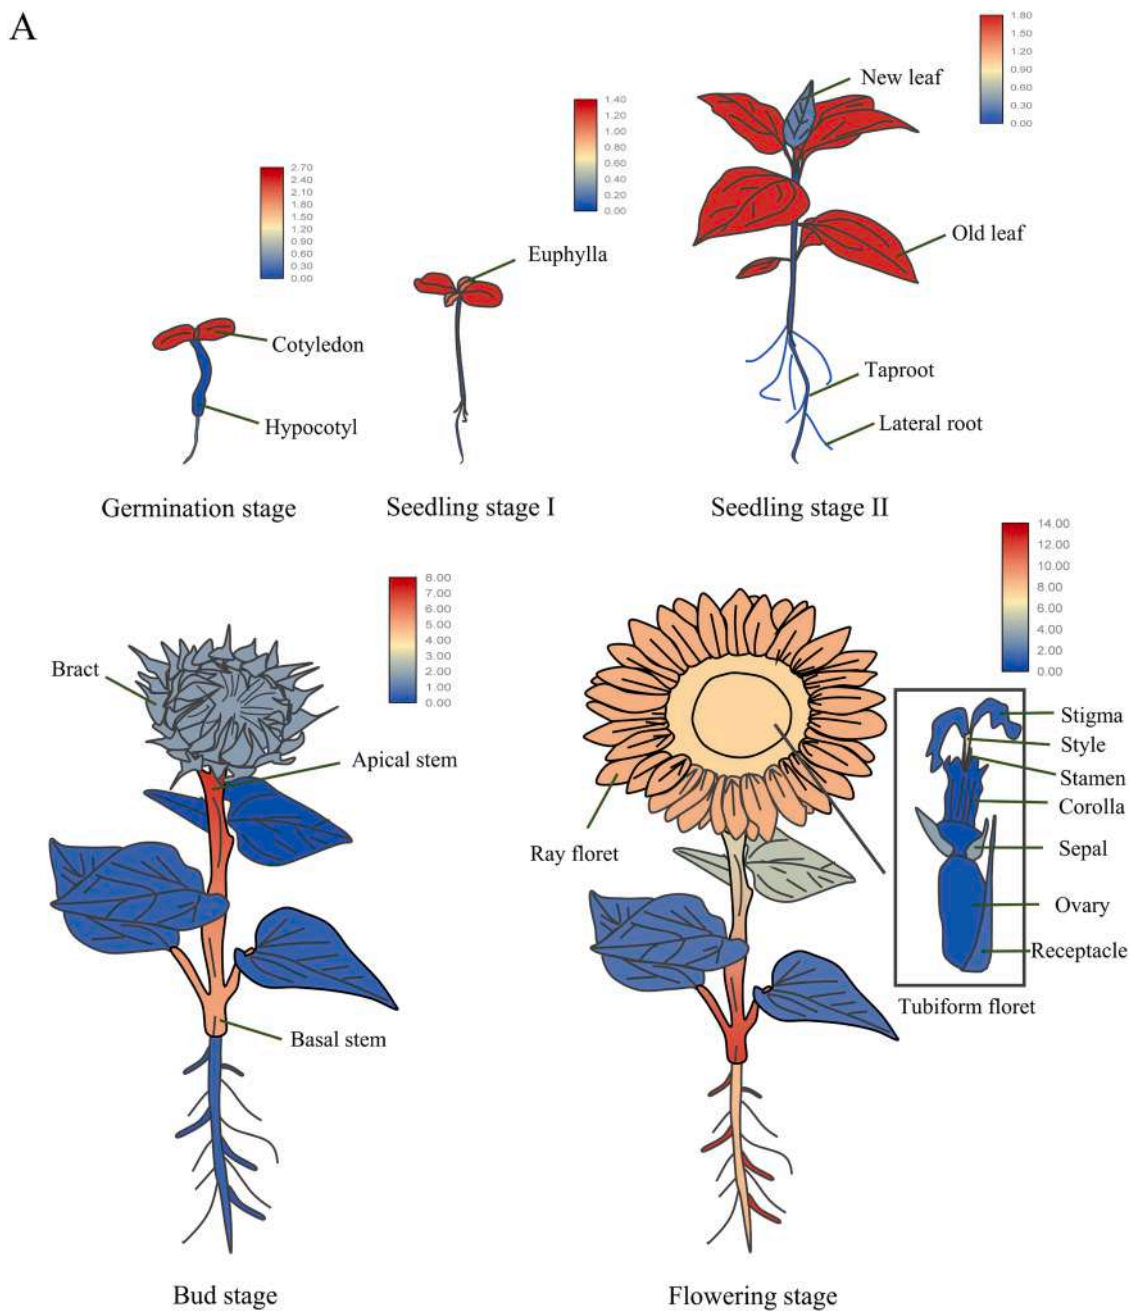 A
1.80
1.50
1.20
0.90
0.60
0.30
0.00
New leaf
1.40
1.20
1.00
0.80
0.60
0.40
0.20
0.00
2.70
2.40
2.10
1.80
1.50
1.20
0.90
0.60
0.30
0.00
Old leaf
Euphylla
Cotyledon
Hypocotyl
Taproot
Lateral root
Germination stage
Seedling stage I
Seedling stage II
8.00
7.00
6.00
5.00
4.00
3.00
2.00
1.00
0.00
14.00
12.00
10.00
8.00
6.00
4.00
2.00
0.00
Bract
Apical stem
Basal stem
Ray floret
Stigma
Style
Stamen
Corolla
Sepal
Ovary
Receptacle
Tubiform floret
Bud stage
Flowering stage